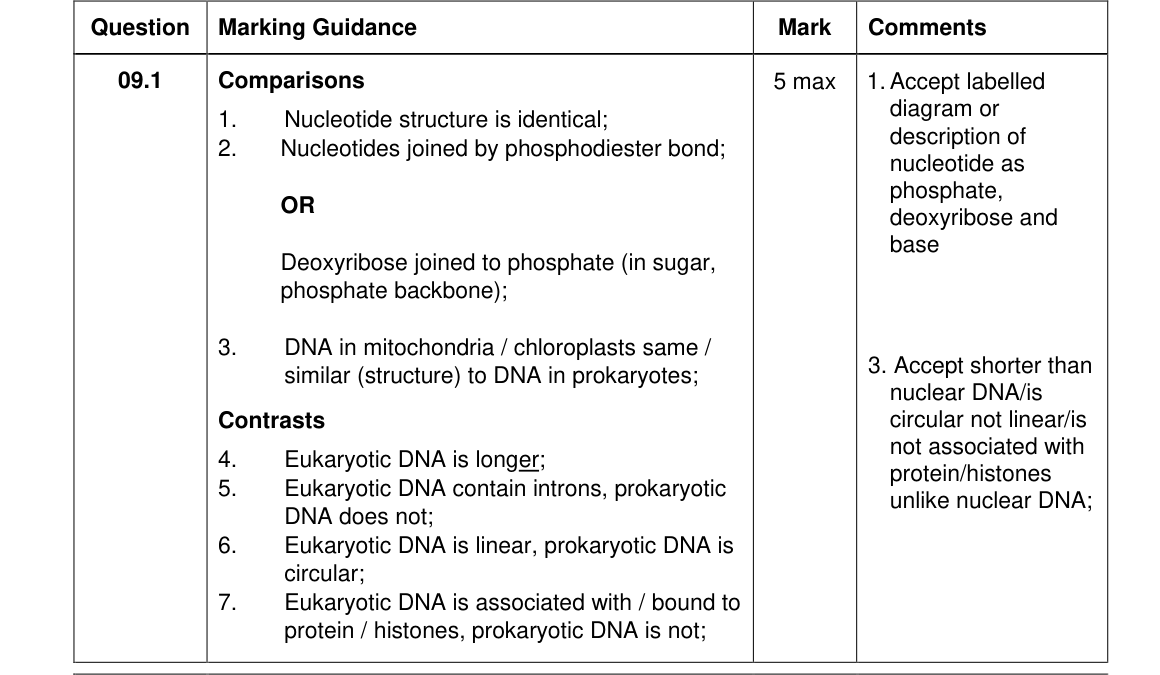 Question Marking Guidance Mark Comments
09.1 Comparisons 5 max
1. Nucleotide structure is identical;
2. Nucleotides joined by phosphodiester bond;
OR
Deoxyribose joined to phosphate (in sugar,
phosphate backbone);
3. DNA in mitochondria / chloroplasts same /
similar (structure) to DNA in prokaryotes;
Contrasts
4. Eukaryotic DNA is longer;
5. Eukaryotic DNA contain introns, prokaryotic
DNA does not;
6. Eukaryotic DNA is linear, prokaryotic DNA is
circular;
7. Eukaryotic DNA is associated with / bound to
protein / histones, prokaryotic DNA is not;
1. Accept labelled
diagram or
description of
nucleotide as
phosphate,
deoxyribose and
base
3. Accept shorter than
nuclear DNA/is
circular not linear/is
not associated with
protein/histones
unlike nuclear DNA;